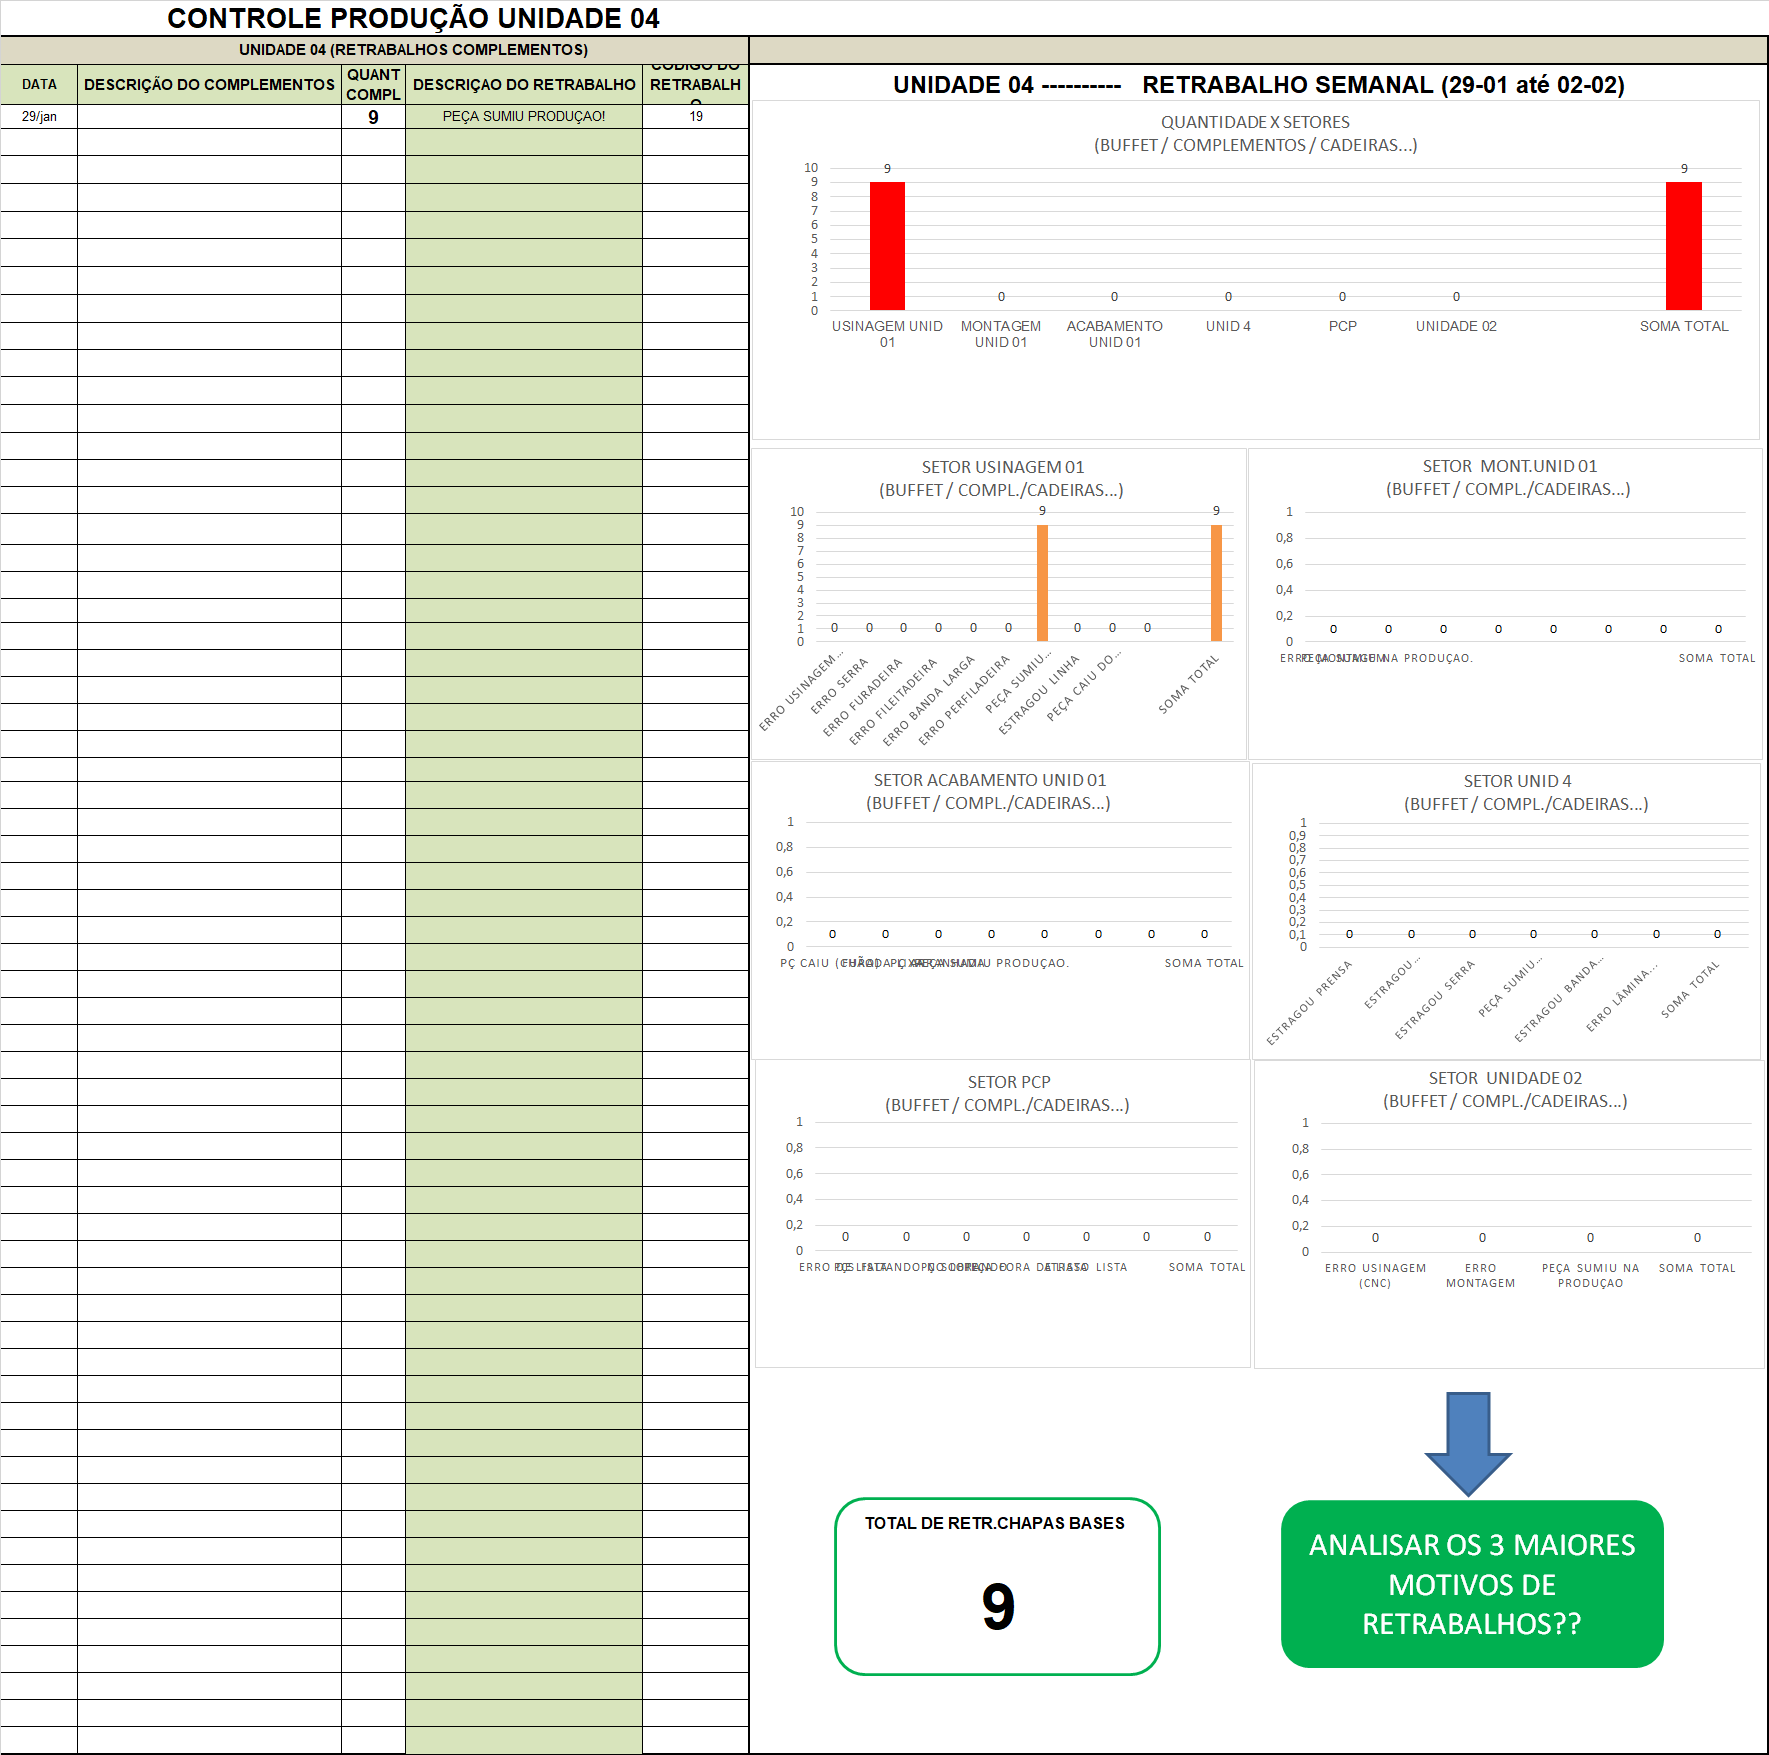 CONTROLE PRODUÇÃO UNIDADE 04
UNIDADE 04 (RETRABALHOS COMPLEMENTOS)
DATA
DESCRIÇÃO DO COMPLEMENTOS
QUANT
COMPL
DESCRIÇAO DO RETRABALHO
CODIGO DO
RETRABALH
O
29/jan
9
PEÇA SUMIU PRODUÇAO!
19
UNIDADE 04 ---------- RETRABALHO SEMANAL (29-01 até 02-02)
QUANTIDADE X SETORES
(BUFFET / COMPLEMENTOS / CADEIRAS...)
10
9
8
7
6
5
4
3
2
1
0
9 0 0 0 0 0 9
USINAGEM UNID 01
MONTAGEM UNID 01
ACABAMENTO UNID 01
UNID 4
PCP
UNIDADE 02
SOMA TOTAL
SETOR USINAGEM 01
(BUFFET / COMPL./CADEIRAS...)
10
9
8
7
6
5
4
3
2
1
0
0 0 0 0 0 0 9 0 0 0 9
ERRO USINAGEM...
ERRO SERRA
ERRO FURADEIRA
ERRO FILEITADEIRA
ERRO BANDA LARGA
ERRO PERFILADEIRA
PEÇA SUMIU...
ESTRAGOU LINHA
PEÇA CAIU DO...
SOMA TOTAL
SETOR MONT.UNID 01
(BUFFET / COMPL./CADEIRAS...)
1
0,8
0,6
0,4
0,2
0
0 0 0 0 0 0 0 0
ERRO MONTAGEM
PEÇA SUMIU NA PRODUÇAO.
SOMA TOTAL
SETOR ACABAMENTO UNID 01
(BUFFET / COMPL./CADEIRAS...)
1
0,8
0,6
0,4
0,2
0
0 0 0 0 0 0 0 0
PÇ CAIU (CHÃO)
PEÇA SUMIU PRODUÇAO.
SOMA TOTAL
SETOR UNID 4
(BUFFET / COMPL./CADEIRAS...)
1
0,9
0,8
0,7
0,6
0,5
0,4
0,3
0,2
0,1
0
0 0 0 0 0 0 0
ESTRAGOU PRENSA
ESTRAGOU...
ESTRAGOU SERRA
PEÇA SUMIU...
ESTRAGOU BANDA...
ERRO LÂMINA...
SOMA TOTAL
SETOR PCP
(BUFFET / COMPL./CADEIRAS...)
1
0,8
0,6
0,4
0,2
0
0 0 0 0 0 0 0
ERRO DE LISTA
SOMA TOTAL
SETOR UNIDADE 02
(BUFFET / COMPL./CADEIRAS...)
1
0,8
0,6
0,4
0,2
0
0 0 0 0
ERRO USINAGEM (CNC)
ERRO MONTAGEM
PEÇA SUMIU NA PRODUÇAO
SOMA TOTAL
TOTAL DE RETR.CHAPAS BASES
9
ANALISAR OS 3 MAIORES
MOTIVOS DE
RETRABALHOS??